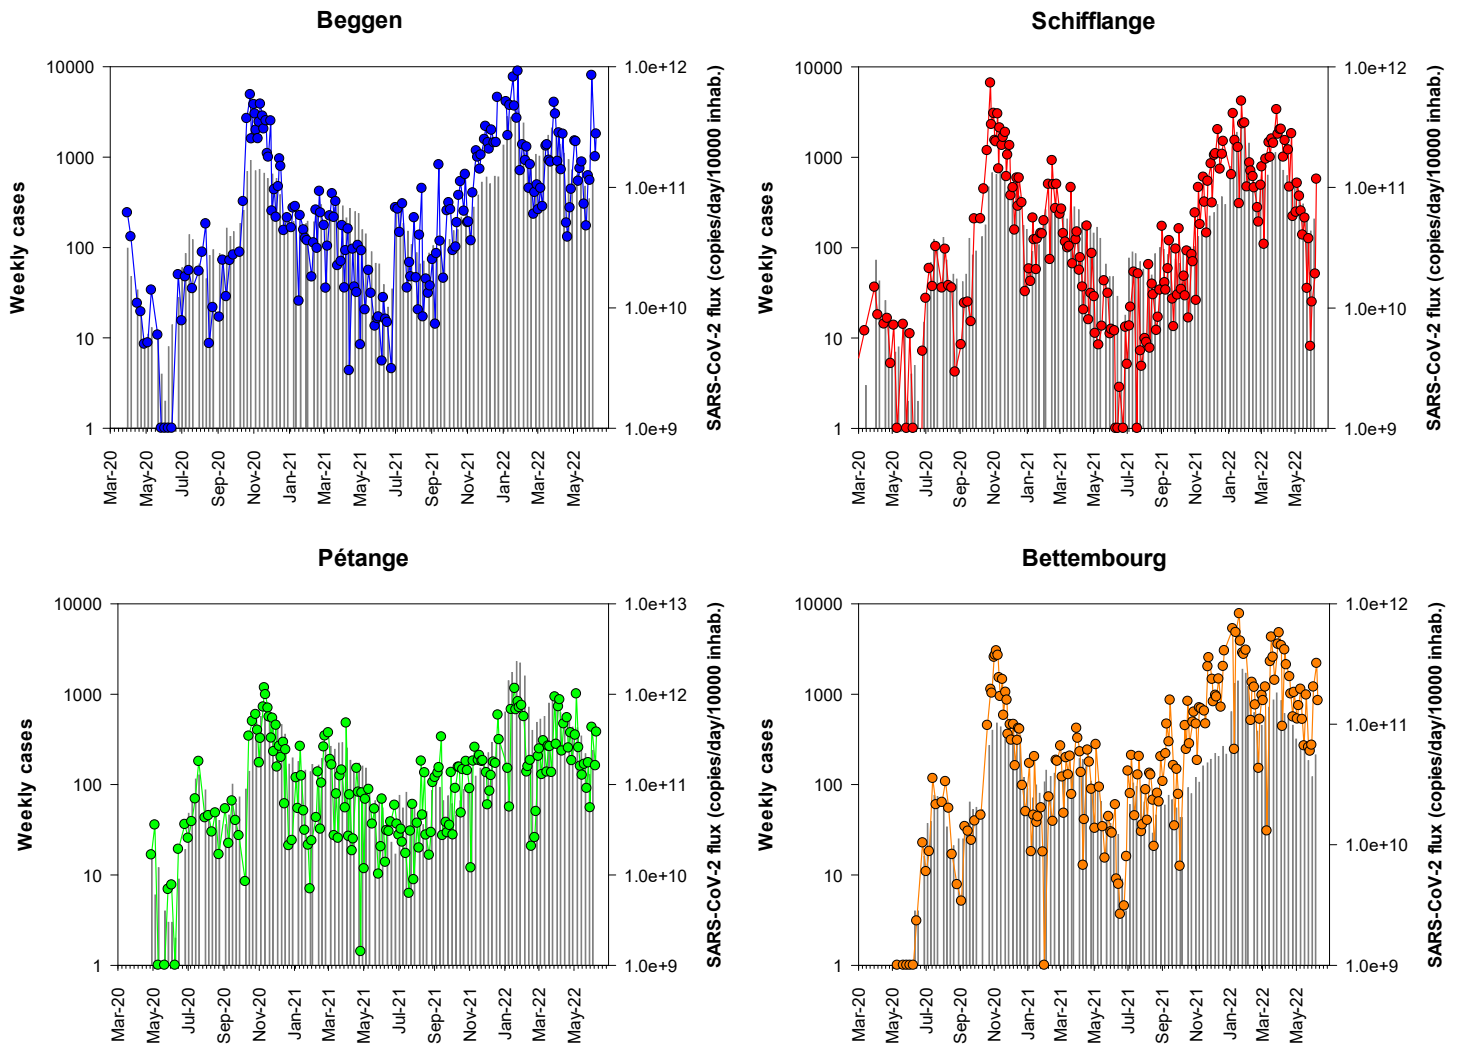 Beggen
Weekly cases
10000
1000
100
10
1
1.0e+12
1.0e+11
1.0e+10
1.0e+9
SARS-CoV-2 flux (copies/day/10000 inhab.)
Mar-20
May-20
Jul-20
Sep-20
Nov-20
Jan-21
Mar-21
May-21
Jul-21
Sep-21
Nov-21
Jan-22
Mar-22
May-22
Schifflange
Weekly cases
10000
1000
100
10
1
1.0e+12
1.0e+11
1.0e+10
1.0e+9
SARS-CoV-2 flux (copies/day/10000 inhab.)
Mar-20
May-20
Jul-20
Sep-20
Nov-20
Jan-21
Mar-21
May-21
Jul-21
Sep-21
Nov-21
Jan-22
Mar-22
May-22
Pétange
Weekly cases
10000
1000
100
10
1
1.0e+13
1.0e+12
1.0e+11
1.0e+10
1.0e+9
SARS-CoV-2 flux (copies/day/10000 inhab.)
Mar-20
May-20
Jul-20
Sep-20
Nov-20
Jan-21
Mar-21
May-21
Jul-21
Sep-21
Nov-21
Jan-22
Mar-22
May-22
Bettembourg
Weekly cases
10000
1000
100
10
1
1.0e+12
1.0e+11
1.0e+10
1.0e+9
SARS-CoV-2 flux (copies/day/10000 inhab.)
Mar-20
May-20
Jul-20
Sep-20
Nov-20
Jan-21
Mar-21
May-21
Jul-21
Sep-21
Nov-21
Jan-22
Mar-22
May-22